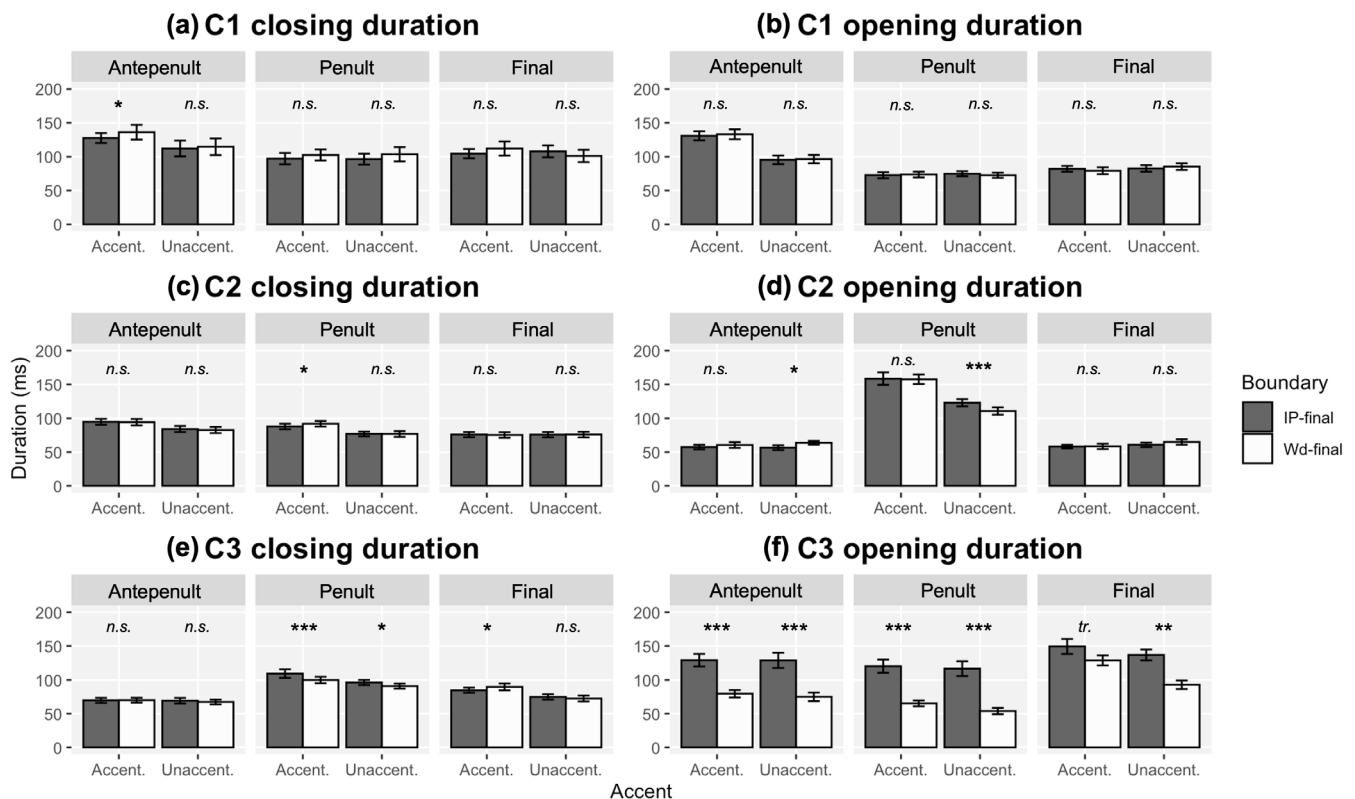 (a) C1 closing duration
(b) C1 opening duration
Antepenult Penult Final
Antepenult Penult Final
200
150
100
50
0
* n.s. n.s. n.s. n.s. n.s.
n.s. n.s. n.s. n.s. n.s. n.s.
200
150
100
50
0
Accent. Unaccent. Accent. Unaccent. Accent. Unaccent.
Accent. Unaccent. Accent. Unaccent. Accent. Unaccent.
(c) C2 closing duration
(d) C2 opening duration
Antepenult Penult Final
Antepenult Penult Final
Duration (ms)
200
150
100
50
0
n.s. n.s. * n.s. n.s. n.s.
n.s. * n.s. *** n.s. n.s.
200
150
100
50
0
Accent. Unaccent. Accent. Unaccent. Accent. Unaccent.
Accent. Unaccent. Accent. Unaccent. Accent. Unaccent.
Boundary
IP-final
Wd-final
(e) C3 closing duration
(f) C3 opening duration
Antepenult Penult Final
Antepenult Penult Final
200
150
100
50
0
n.s. n.s. *** * * n.s.
*** *** *** *** tr. **
200
150
100
50
0
Accent. Unaccent. Accent. Unaccent. Accent. Unaccent.
Accent. Unaccent. Accent. Unaccent. Accent. Unaccent.
Accent